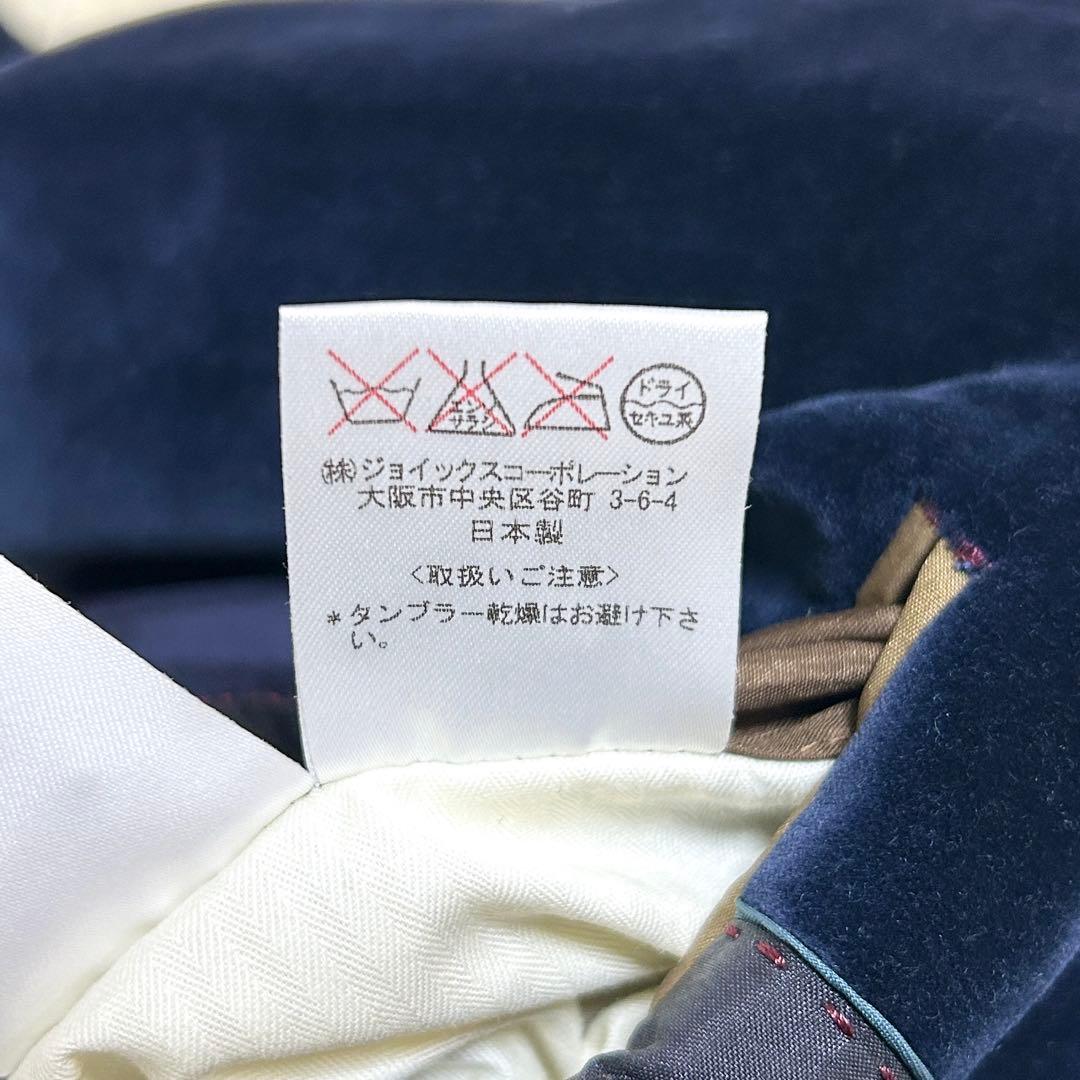 エンソ
サラシ
ドライ
セキユ系
㈱ジョイックスコーポレーション
大阪市中央区谷町 3-6-4
日本製
〈取扱いご注意〉
*タンブラー乾燥はお避け下さ
い。